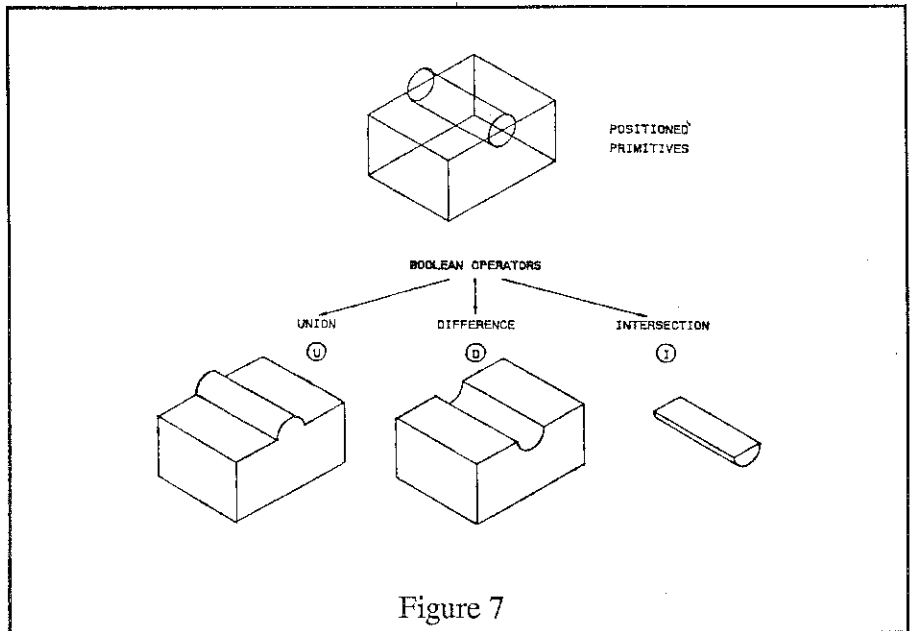 POSITIONED
PRIMITIVES
BOOLEAN OPERATORS
UNION DIFFERENCE INTERSECTION
U D I
Figure 7